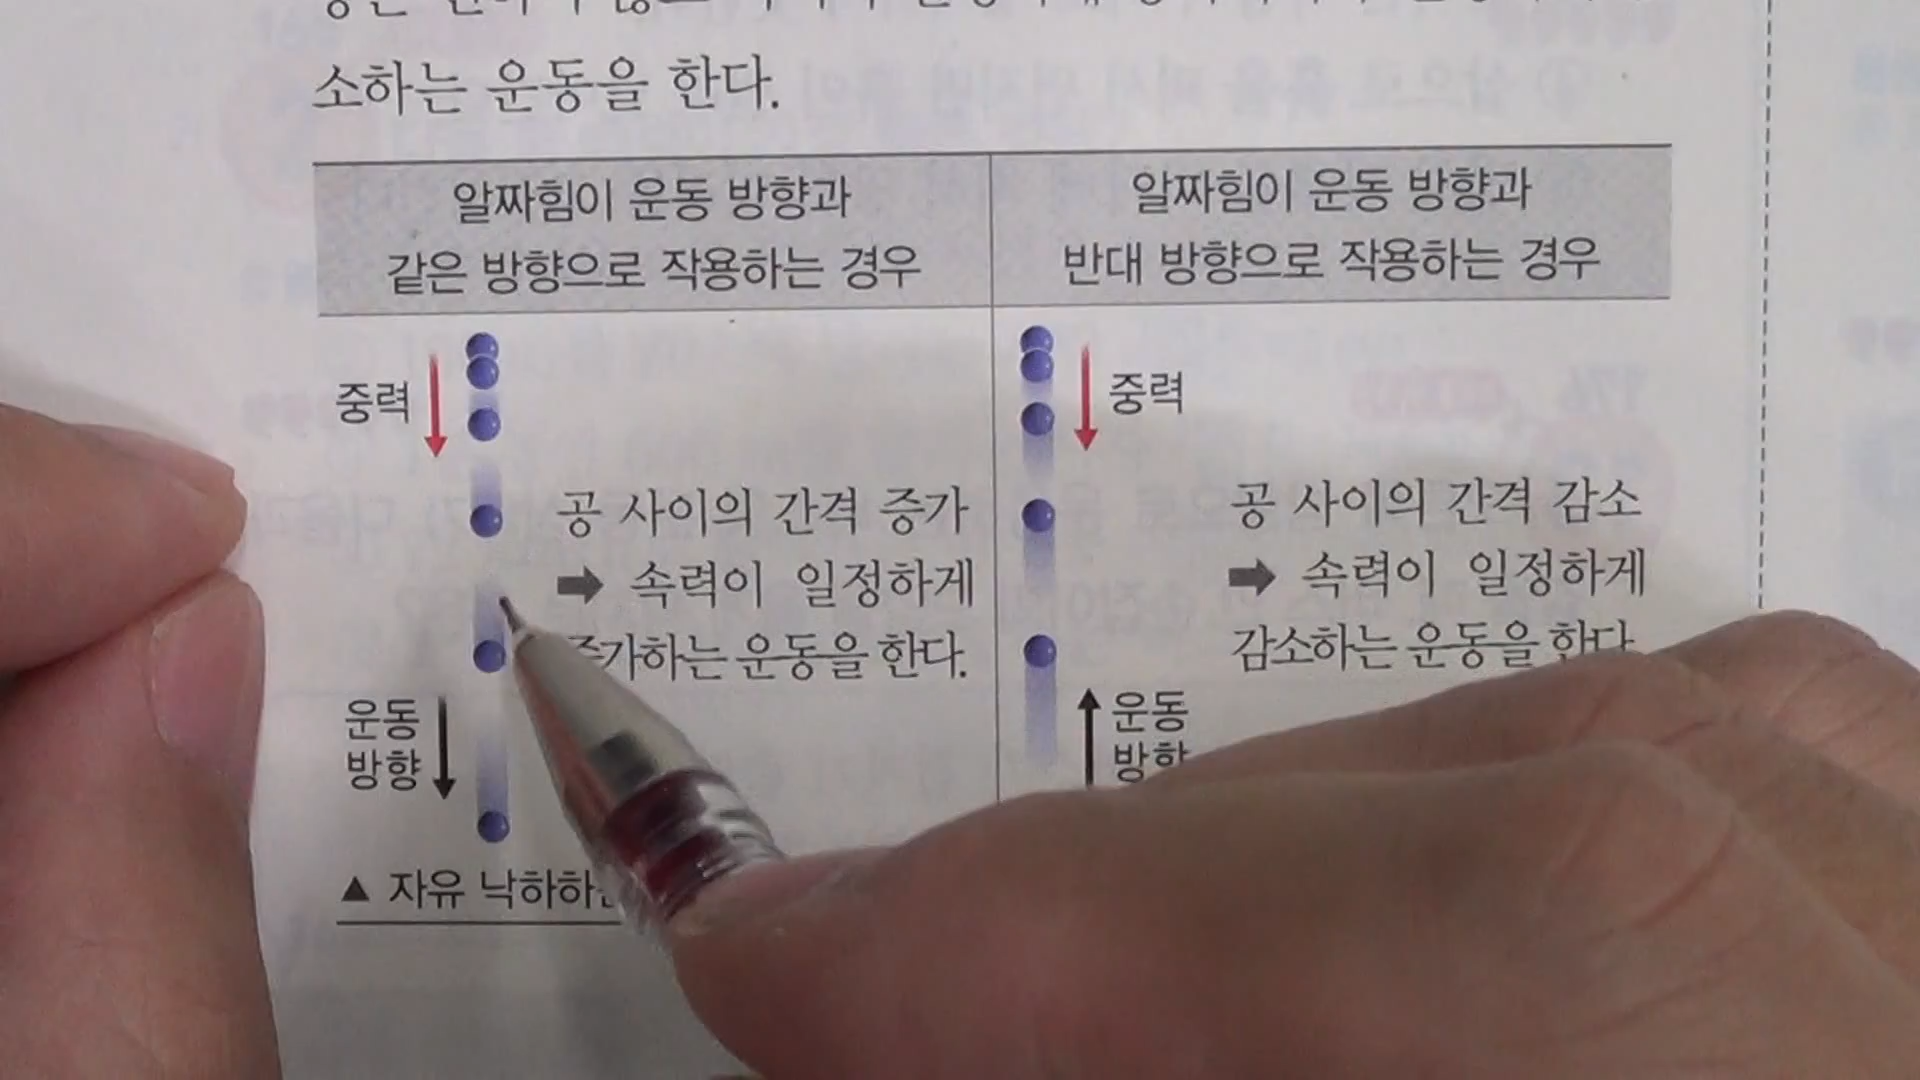 소하는 운동을 한다.
알짜힘이 운동 방향과
같은 방향으로 작용하는 경우
알짜힘이 운동 방향과
반대 방향으로 작용하는 경우
중력
공 사이의 간격 증가
➡ 속력이 일정하게
증가하는 운동을 한다.
운동
방향
▲ 자유 낙하하는
중력
공 사이의 간격 감소
➡ 속력이 일정하게
감소하는 운동을 한다
운동
방향